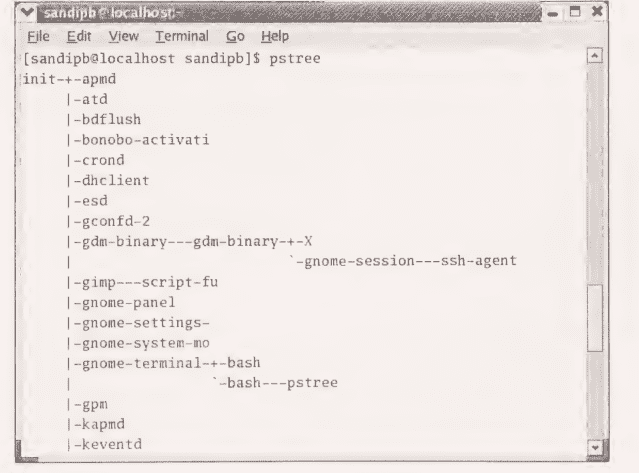 sandipb@localhost:~
File Edit View Terminal Go Help
[sandipb@localhost sandipb]$ pstree
init-+-apmd
     |-atd
     |-bdflush
     |-bonobo-activati
     |-crond
     |-dhclient
     |-esd
     |-gconfd-2
     |-gdm-binary---gdm-binary-+-X
     |                         `-gnome-session---ssh-agent
     |-gimp---script-fu
     |-gnome-panel
     |-gnome-settings-
     |-gnome-system-mo
     |-gnome-terminal-+-bash
     |                `-bash---pstree
     |-gpm
     |-kapmd
     |-keventd